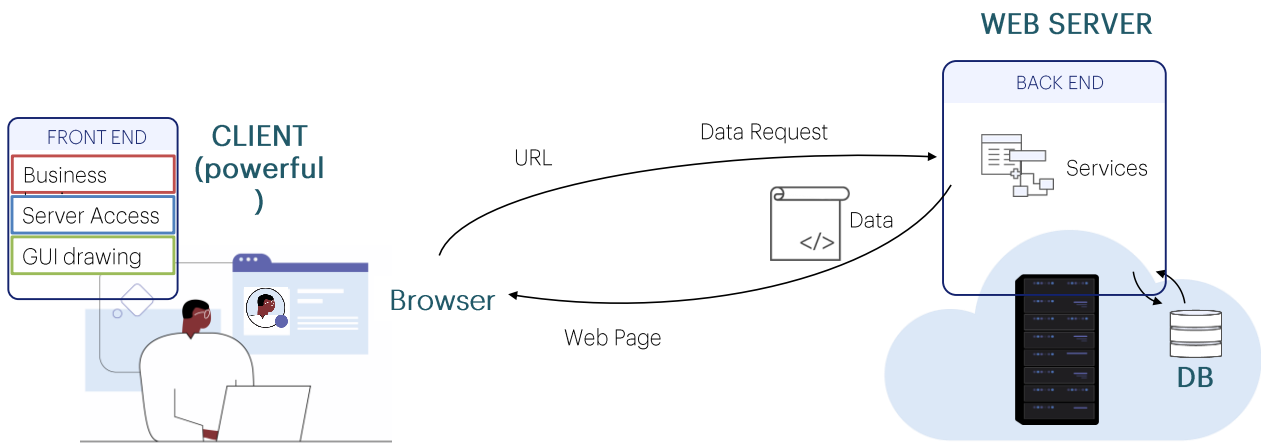 WEB SERVER
BACK END
Services
DB
FRONT END
Business
Server Access
GUI drawing
CLIENT
(powerful
)
URL
Data Request
Data
</>
Browser
Web Page